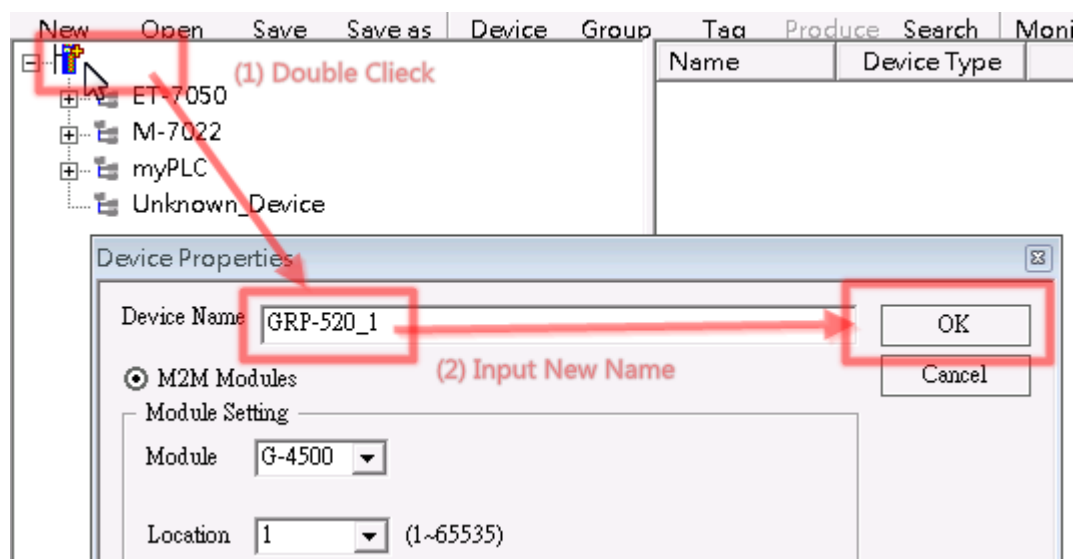 New Open Save Save as Device Group Tag Produce Search Moni
Name Device Type
(1) Double Clieck
ET-7050
M-7022
myPLC
Unknown_Device
Device Properties
Device Name GRP-520_1 OK
M2M Modules (2) Input New Name Cancel
Module Setting
Module G-4500
Location 1 (1~65535)